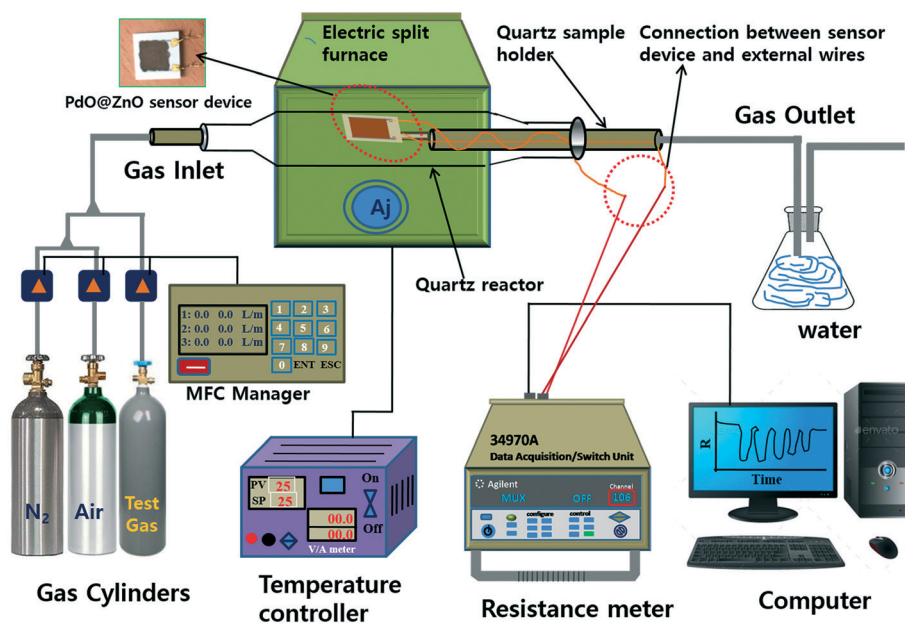 Electric split
furnace
Quartz sample
holder
Connection between sensor
device and external wires
PdO@ZnO sensor device
Gas Outlet
Gas Inlet
Aj
Quartz reactor
water
1: 0.0 0.0 L/m
2: 0.0 0.0 L/m
3: 0.0 0.0 L/m
1 2 3
4 5 6
7 8 9
0 ENT ESC
MFC Manager
N2
Air
Test
Gas
Gas Cylinders
PV 25
SP 25
On
Off
00.0
00.0
V/A meter
Temperature
controller
34970A
Data Acquisition/Switch Unit
Agilent
MUX OFF
Channel
106
configure control
Resistance meter
R
Time
envato
Computer